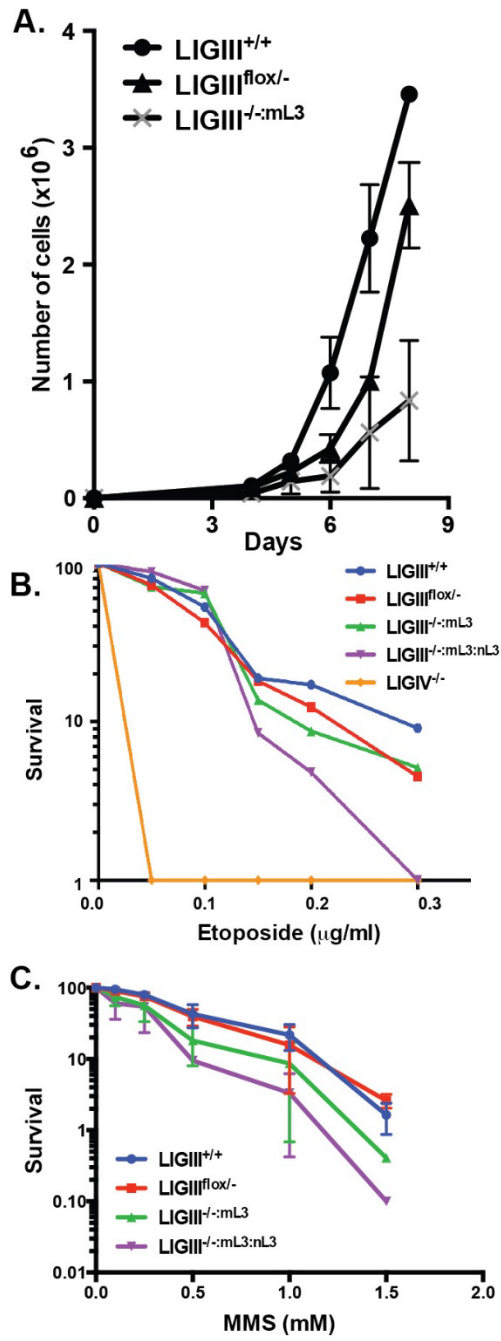 A.
LIGIII+/+
LIGIIIflox/-
LIGIII-/-:mL3
Number of cells (x10⁶)
4
3
2
1
0
0 3 6 9
Days
B.
LIGIII+/+
LIGIIIflox/-
LIGIII-/-:mL3
LIGIII-/-:mL3:nL3
LIGIV-/-
Survival
100
10
1
0.0 0.1 0.2 0.3
Etoposide (μg/ml)
C.
Survival
100
10
1
0.10
0.01
LIGIII+/+
LIGIIIflox/-
LIGIII-/-:mL3
LIGIII-/-:mL3:nL3
0.0 0.5 1.0 1.5 2.0
MMS (mM)